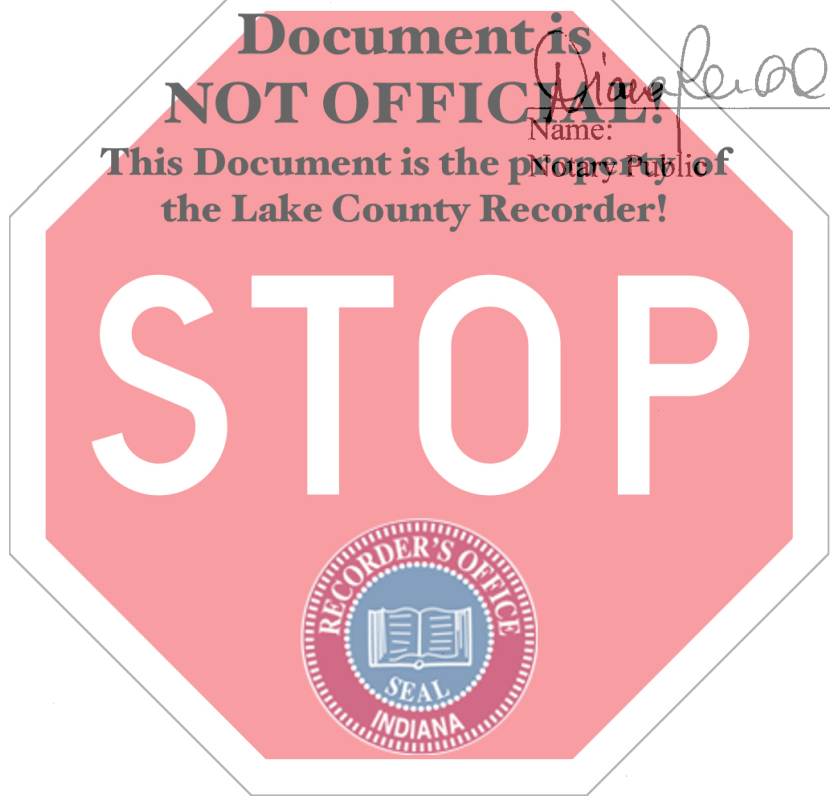 Document is
NOT OFFICIAL!
Name:
This Document is the property of
Notary Public
the Lake County Recorder!
STOP
RECORDER'S OFFICE
SEAL
INDIANA